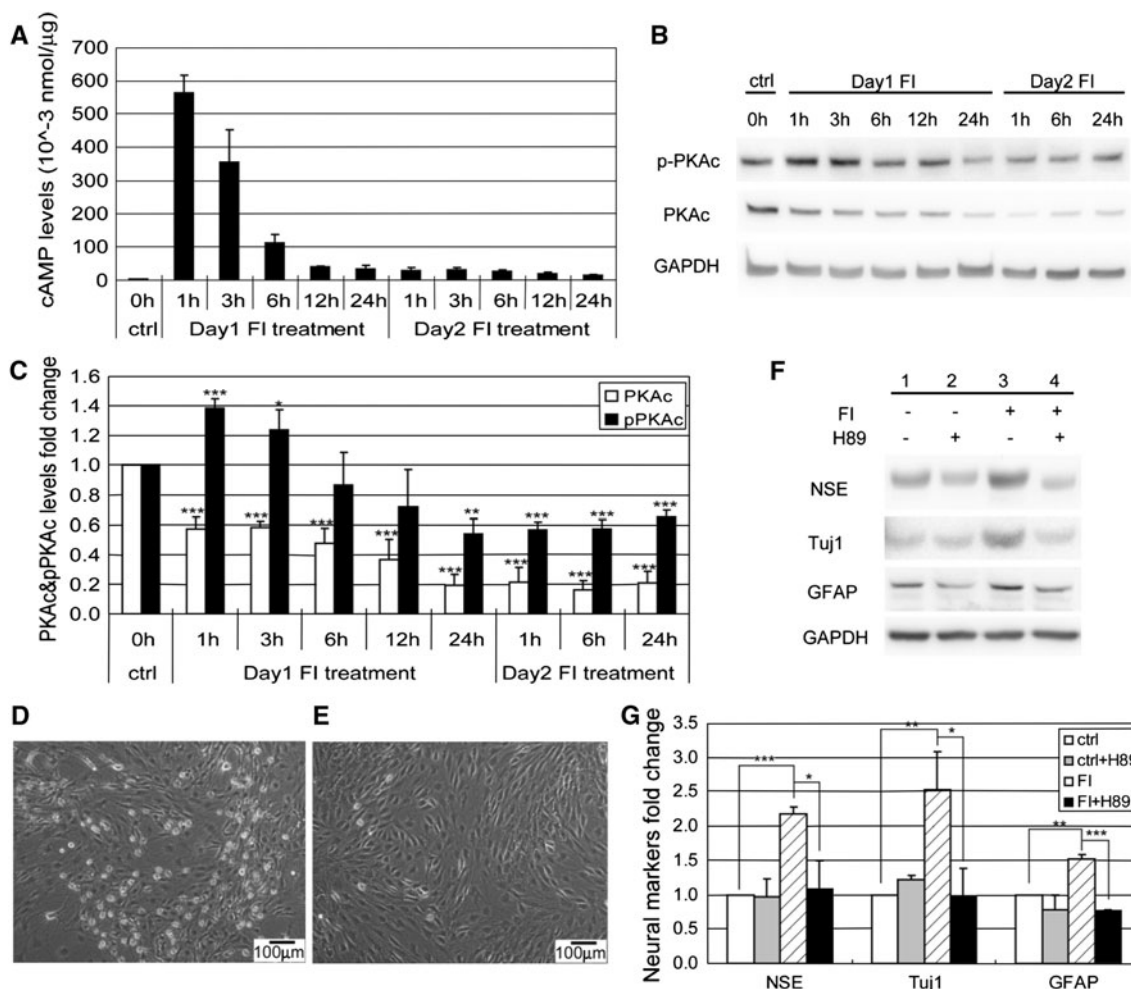 A
cAMP levels (10^-3 nmol/µg)
700
600
500
400
300
200
100
0
0h 1h 3h 6h 12h 24h 1h 3h 6h 12h 24h
ctrl Day1 FI treatment Day2 FI treatment
B
ctrl Day1 FI Day2 FI
0h 1h 3h 6h 12h 24h 1h 6h 24h
p-PKAc
PKAc
GAPDH
C
PKAc&pPKAc levels fold change
1.6
1.4
1.2
1.0
0.8
0.6
0.4
0.2
0.0
PKAc
pPKAc
*** *
*** *** *** *** ** *** *** ***
*** *** *** ***
0h 1h 3h 6h 12h 24h 1h 6h 24h
ctrl Day1 FI treatment Day2 FI treatment
F
1 2 3 4
FI - - + +
H89 - + - +
NSE
Tuj1
GFAP
GAPDH
D
100µm
E
100µm
G
Neural markers fold change
3.5
3.0
2.5
2.0
1.5
1.0
0.5
0.0
ctrl
ctrl+H89
FI
FI+H89
*** *
** *
** ***
NSE Tuj1 GFAP